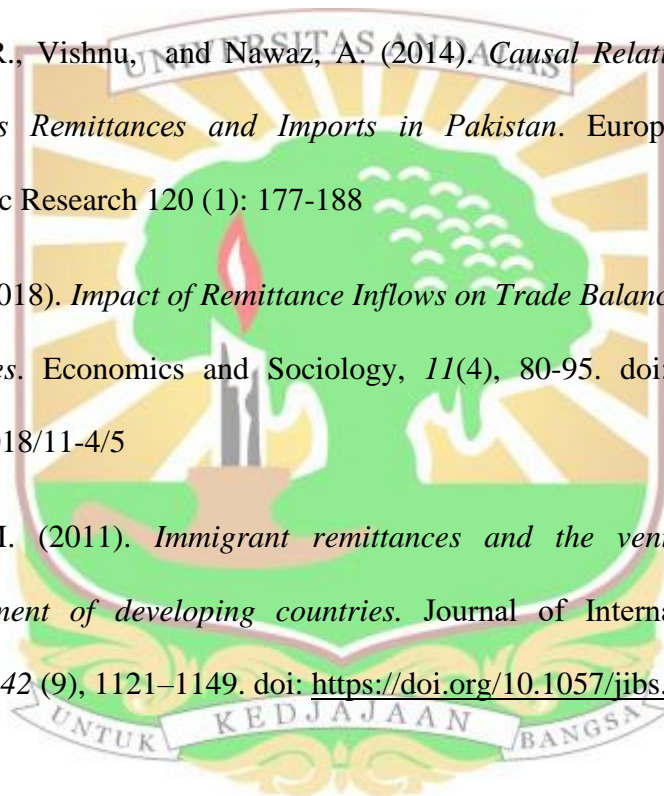 UNIVERSITAS ANDALAS
R., Vishnu, and Nawaz, A. (2014). Causal Relati
s Remittances and Imports in Pakistan. Europ
ic Research 120 (1): 177-188
018). Impact of Remittance Inflows on Trade Balanc
es. Economics and Sociology, 11(4), 80-95. doi:
018/11-4/5
M. (2011). Immigrant remittances and the ven
ment of developing countries. Journal of Interna
42 (9), 1121–1149. doi: https://doi.org/10.1057/jibs.
UNTUK KEDJAJAAN BANGSA